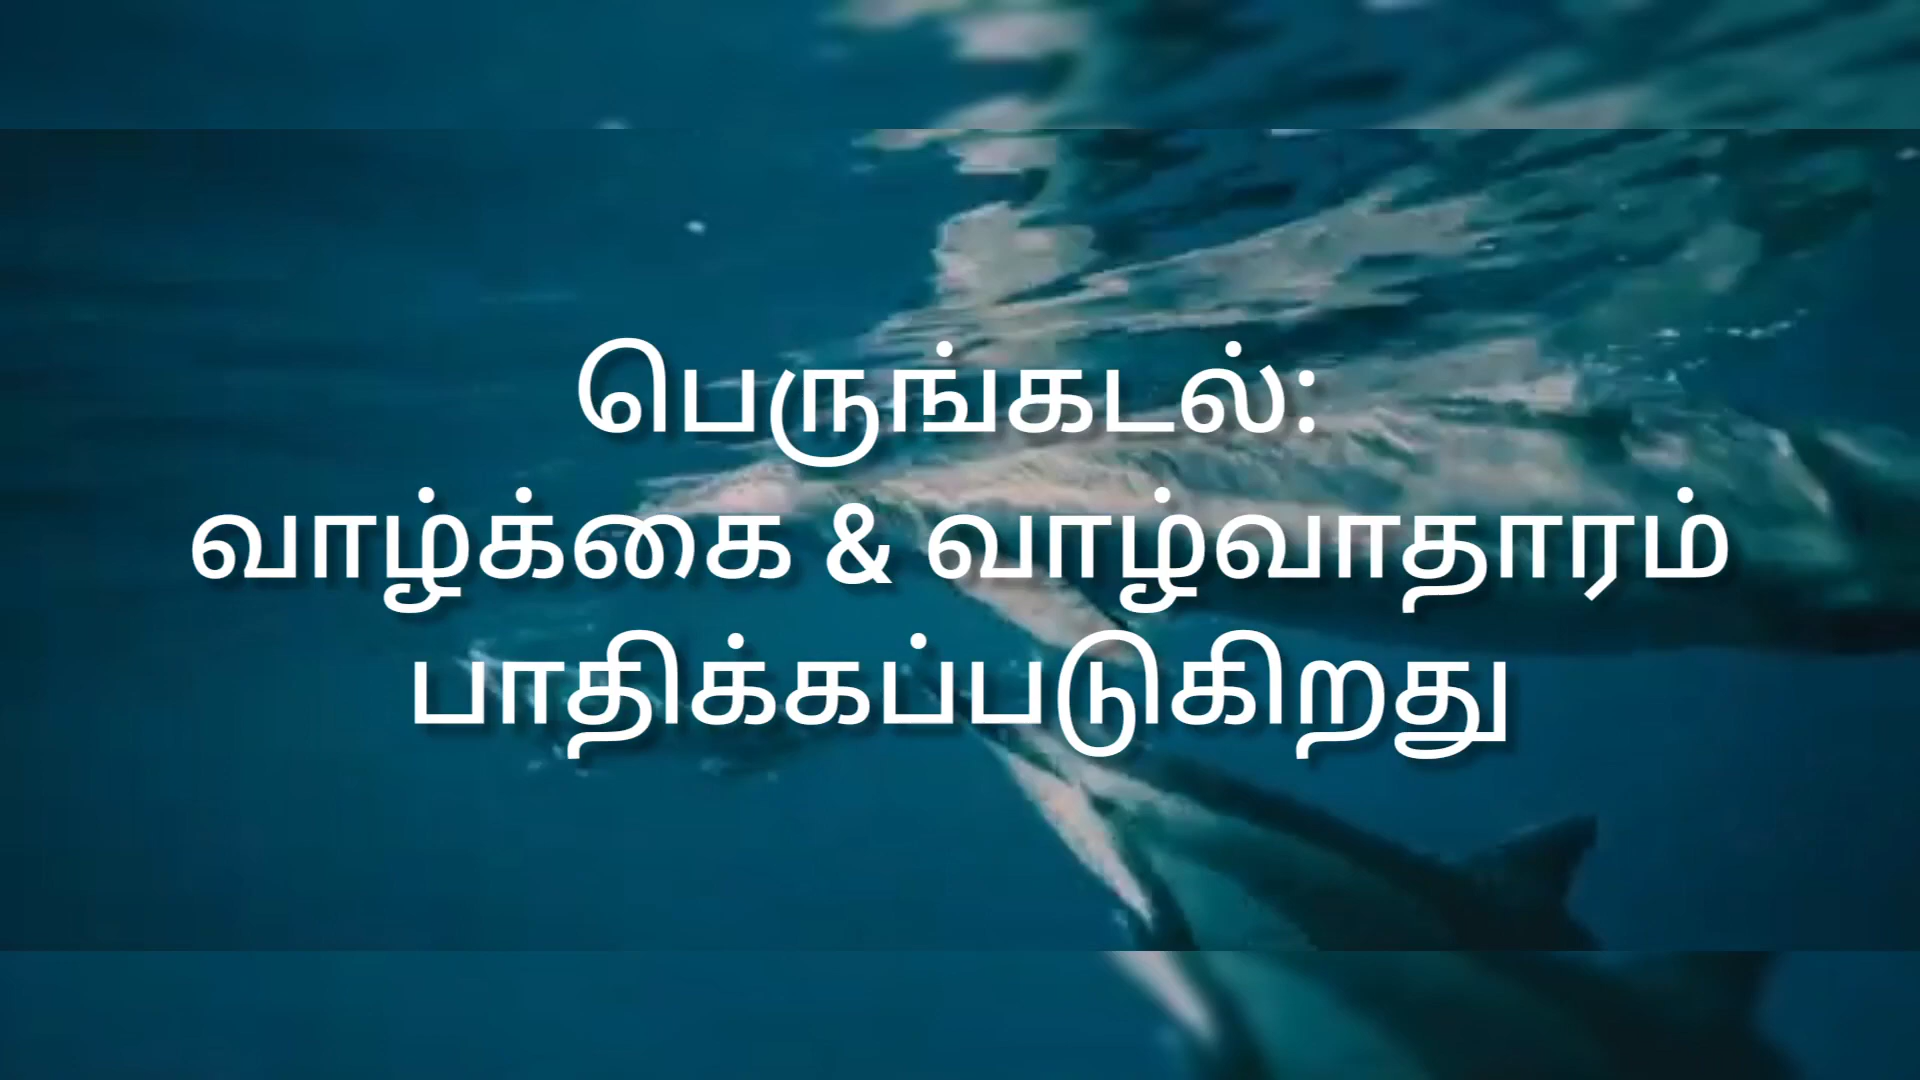 பெருங்கடல்:
வாழ்க்கை & வாழ்வாதாரம்
பாதிக்கப்படுகிறது